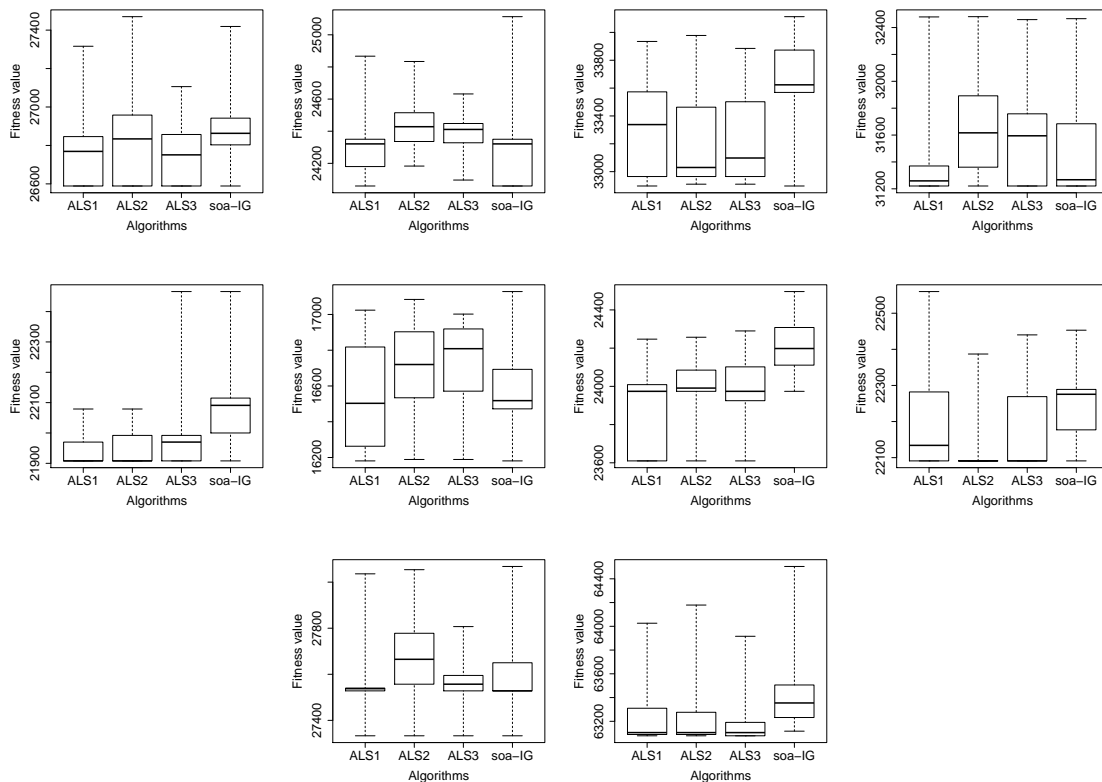 Fitness value
26600 27000 27400
ALS1 ALS2 ALS3 soa−IG
Algorithms
Fitness value
24200 24600 25000
ALS1 ALS2 ALS3 soa−IG
Algorithms
Fitness value
33000 33400 33800
ALS1 ALS2 ALS3 soa−IG
Algorithms
Fitness value
31200 31600 32000 32400
ALS1 ALS2 ALS3 soa−IG
Algorithms
Fitness value
21900 22100 22300
ALS1 ALS2 ALS3 soa−IG
Algorithms
Fitness value
16200 16600 17000
ALS1 ALS2 ALS3 soa−IG
Algorithms
Fitness value
23600 24000 24400
ALS1 ALS2 ALS3 soa−IG
Algorithms
Fitness value
22100 22300 22500
ALS1 ALS2 ALS3 soa−IG
Algorithms
Fitness value
27400 27800
ALS1 ALS2 ALS3 soa−IG
Algorithms
Fitness value
63200 63600 64000 64400
ALS1 ALS2 ALS3 soa−IG
Algorithms